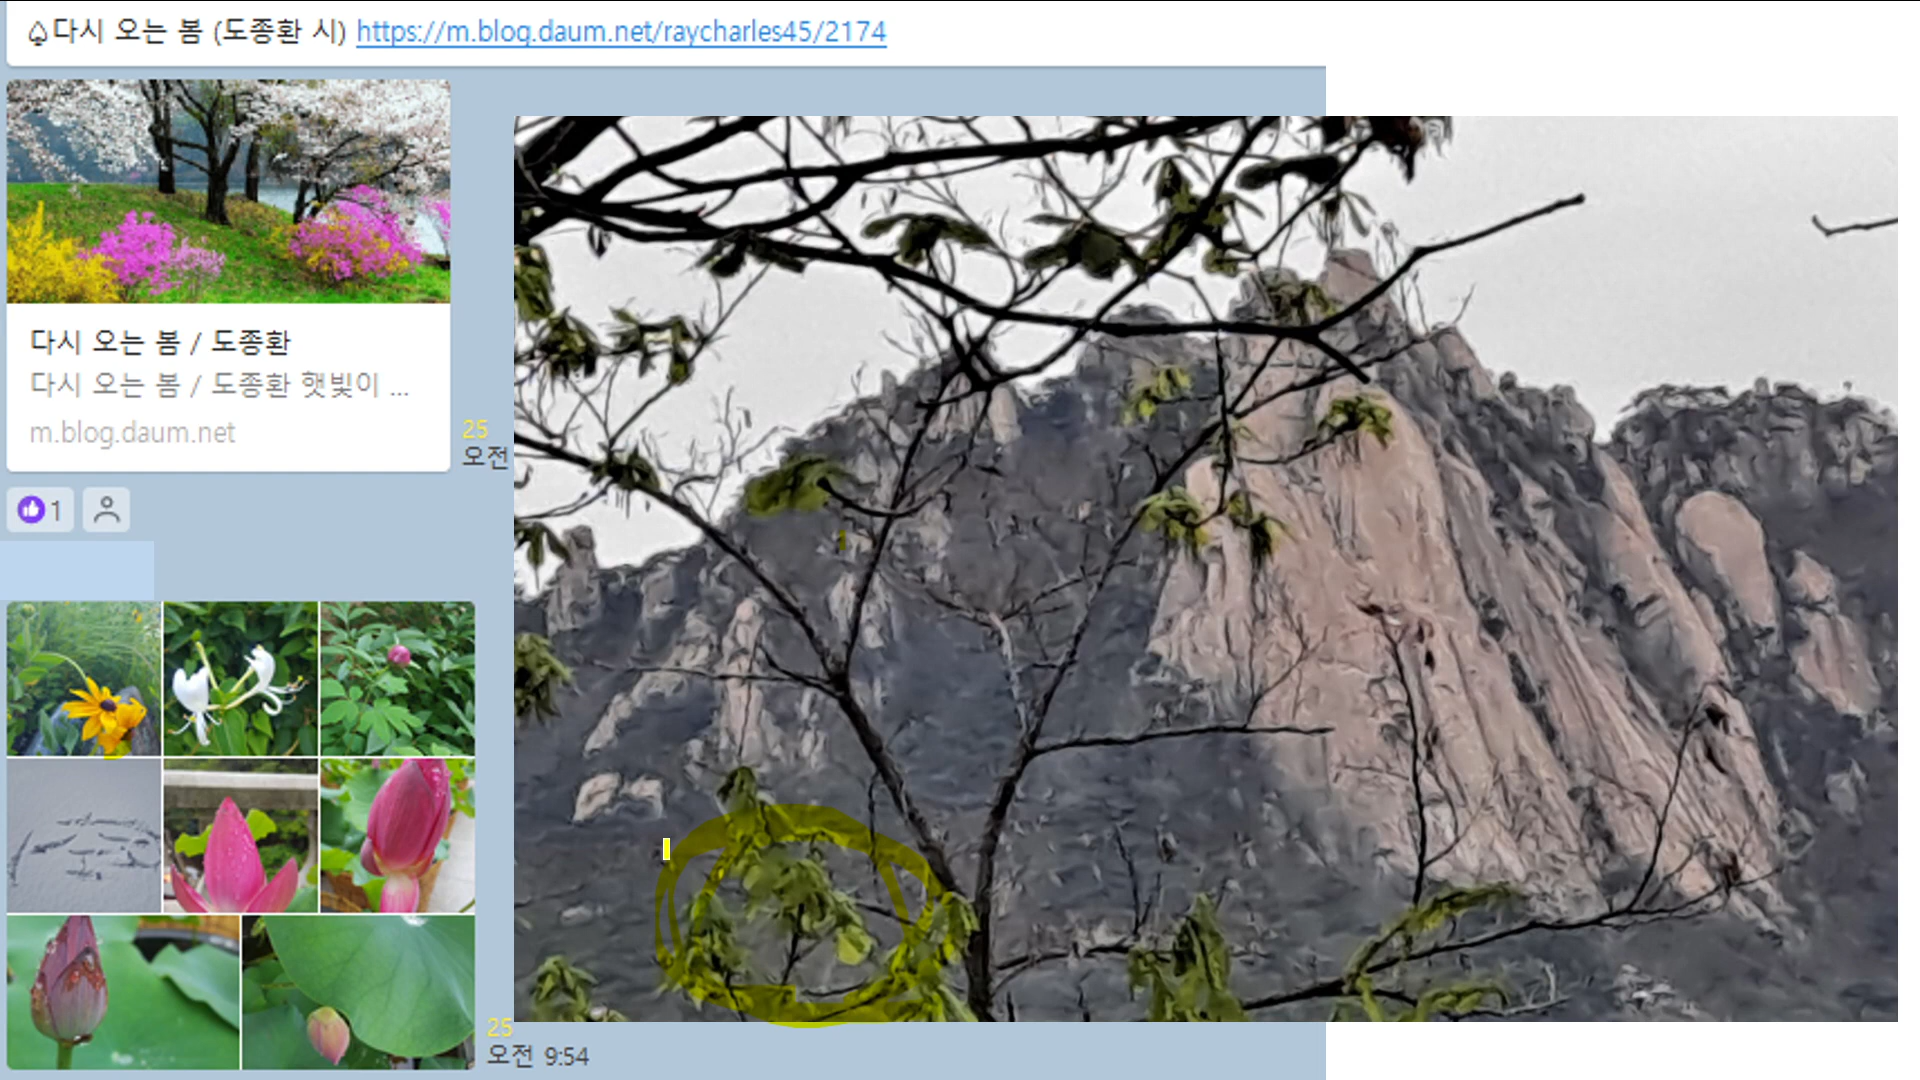 ♤다시 오는 봄 (도종환 시) https://m.blog.daum.net/raycharles45/2174
다시 오는 봄 / 도종환
다시 오는 봄 / 도종환 햇빛이 ...
m.blog.daum.net
25
오전
1
25
오전 9:54